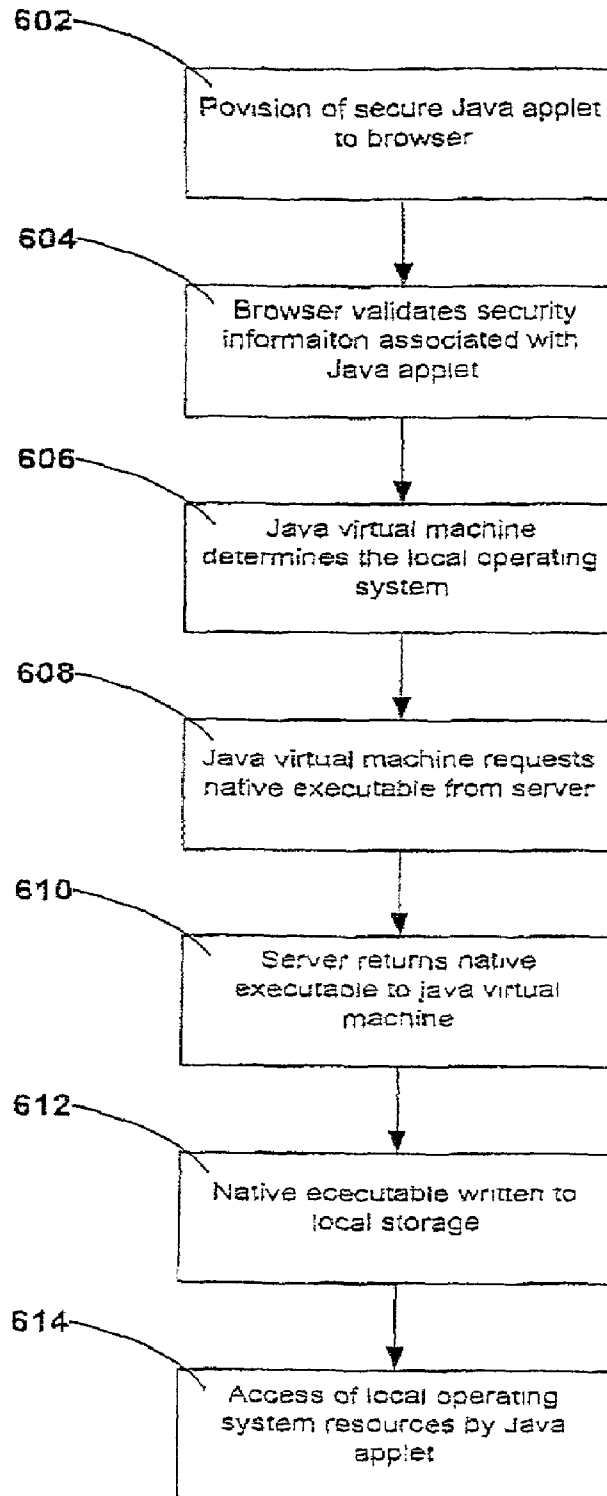 602
Povision of secure Java applet
to browser
604
Browser validates security
informaiton associated with
Java applet
606
Java virtual machine
determines the local operating
system
608
Java virtual machine requests
native executable from server
610
Server returns native
executable to java virtual
machine
612
Native ececutable written to
local storage
614
Access of local operating
system resources by Java
applet